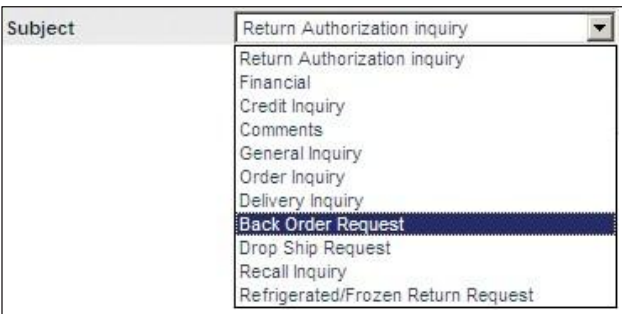 Subject Return Authorization inquiry
Return Authorization inquiry
Financial
Credit Inquiry
Comments
General Inquiry
Order Inquiry
Delivery Inquiry
Back Order Request
Drop Ship Request
Recall Inquiry
Refrigerated/Frozen Return Request